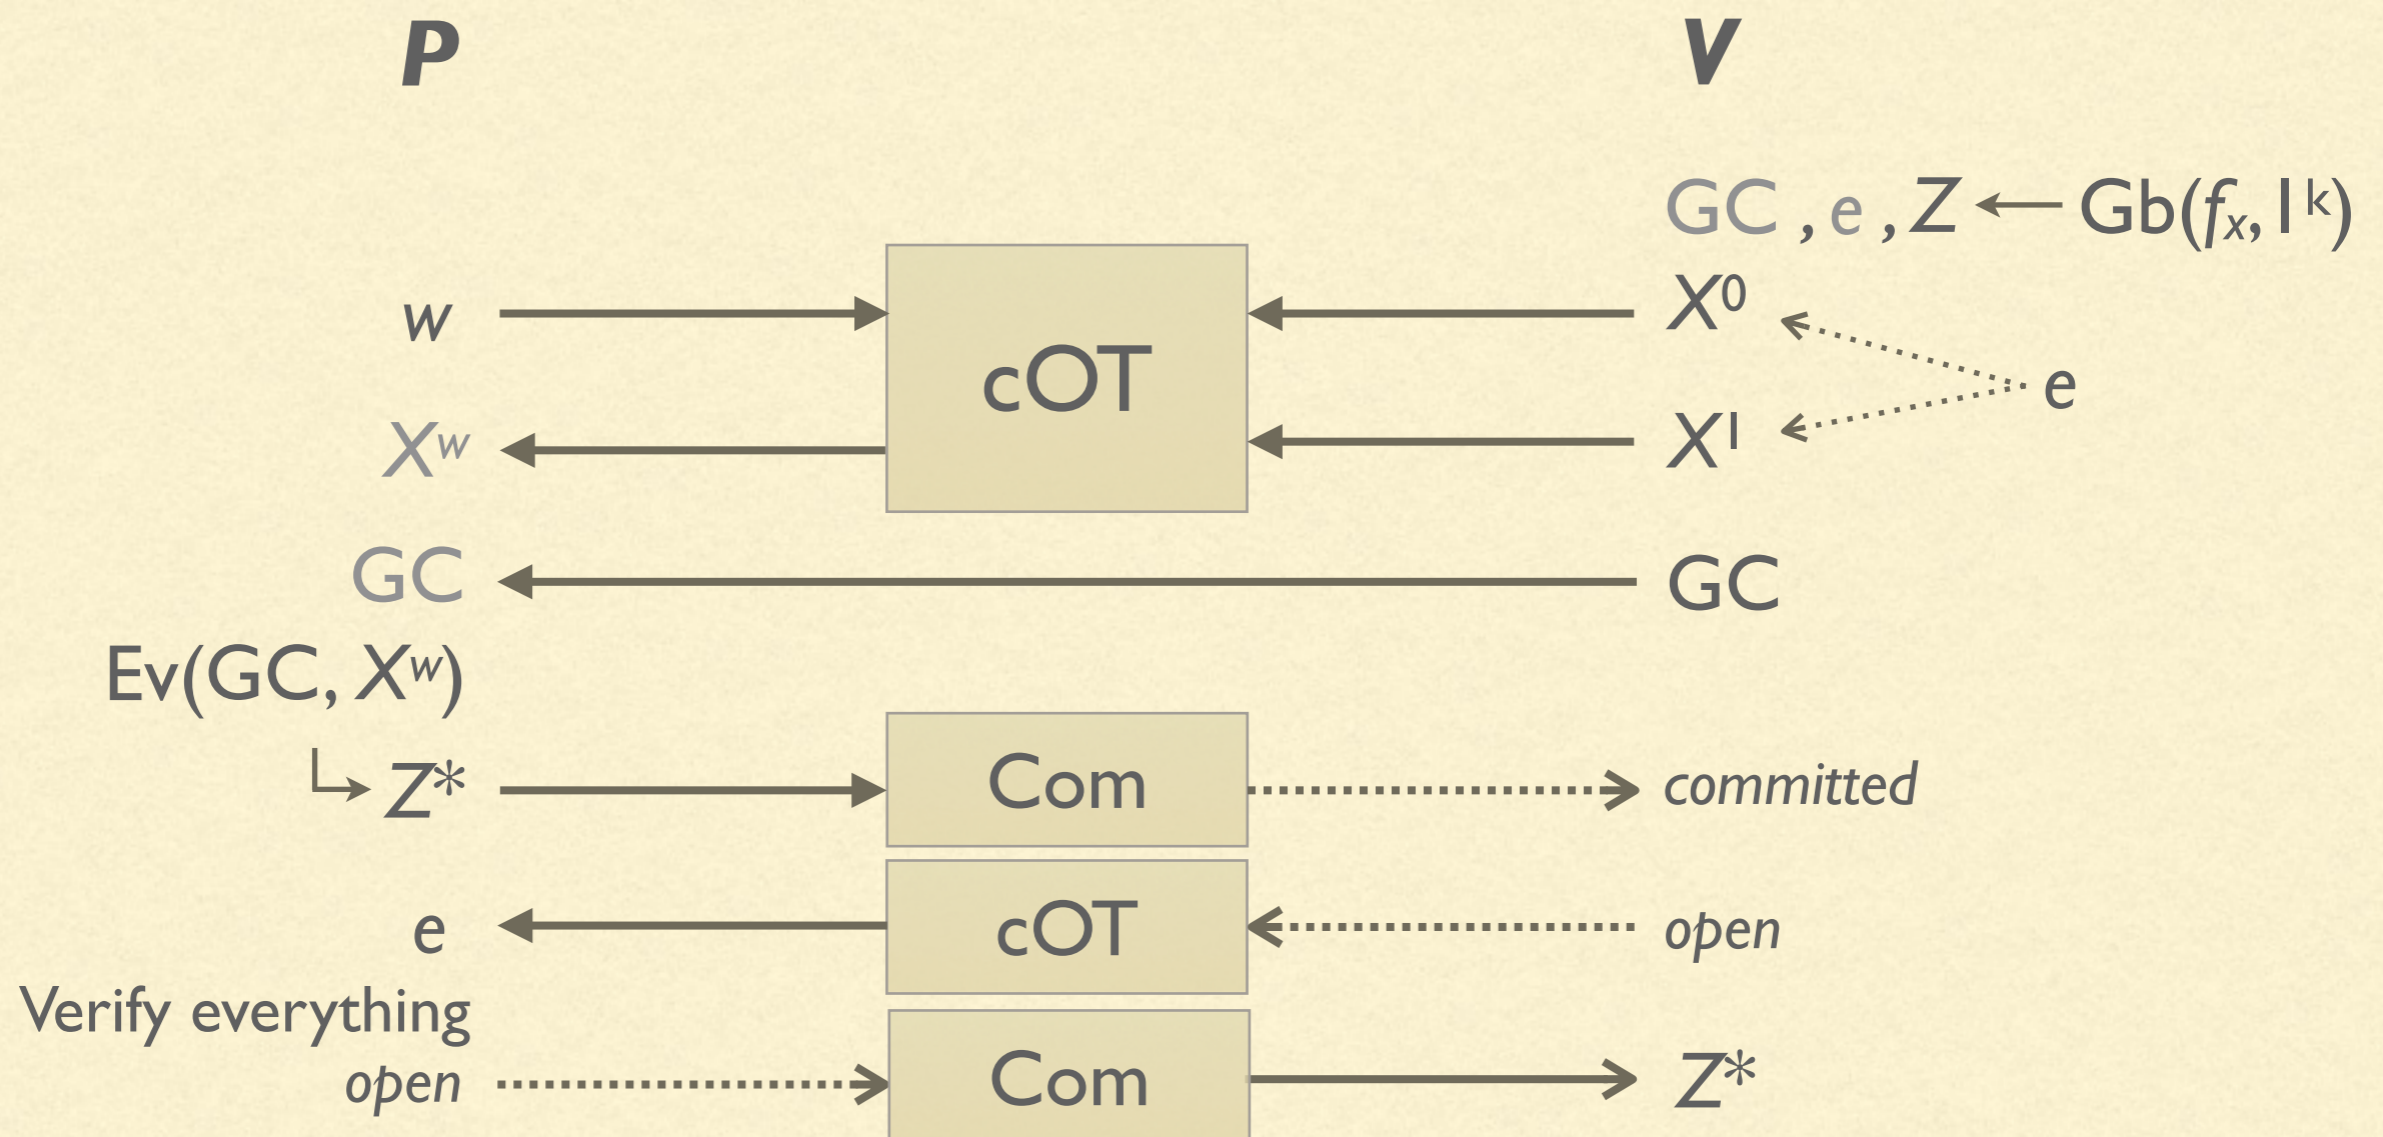 P V
GC , e , Z ← Gb(fₓ, 1ᵏ)
w X⁰
cOT
e
Xʷ X¹
GC GC
Ev(GC, Xʷ)
Z* Com committed
e cOT open
Verify everything
open Com Z*